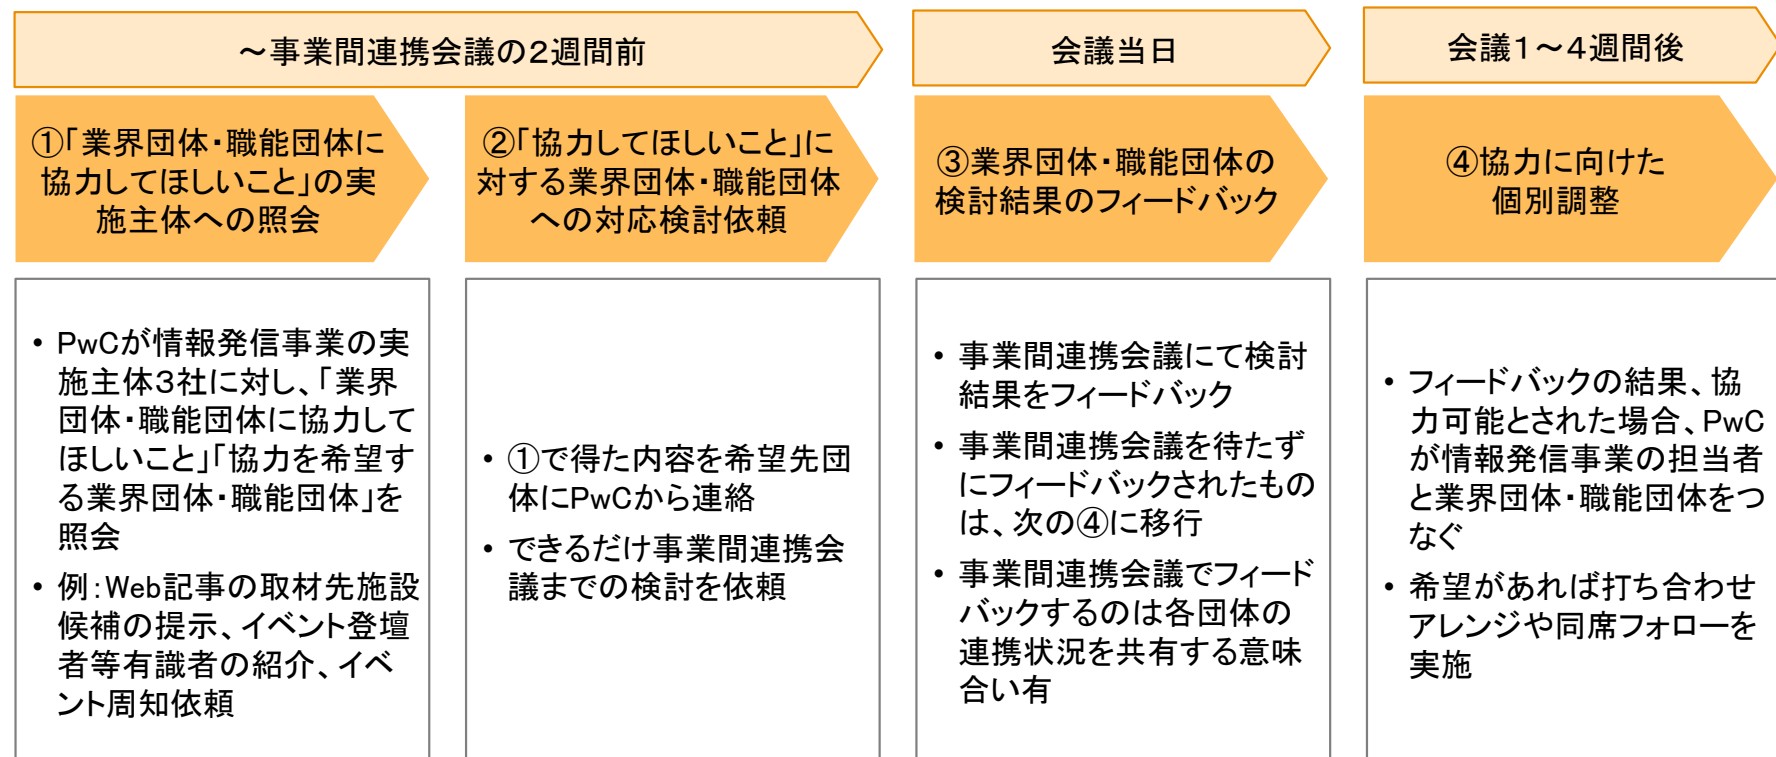 ～事業間連携会議の２週間前
会議当日
会議１～４週間後
①「業界団体・職能団体に
協力してほしいこと」の実
施主体への照会
②「協力してほしいこと」に
対する業界団体・職能団体
への対応検討依頼
③業界団体・職能団体の
検討結果のフィードバック
④協力に向けた
個別調整
• PwCが情報発信事業の実
施主体３社に対し、「業界
団体・職能団体に協力して
ほしいこと」「協力を希望す
る業界団体・職能団体」を
照会
• 例：Web記事の取材先施設
候補の提示、イベント登壇
者等有識者の紹介、イベ
ント周知依頼
• ①で得た内容を希望先団
体にPwCから連絡
• できるだけ事業間連携会
議までの検討を依頼
• 事業間連携会議にて検討
結果をフィードバック
• 事業間連携会議を待たず
にフィードバックされたもの
は、次の④に移行
• 事業間連携会議でフィード
バックするのは各団体の
連携状況を共有する意味
合い有
• フィードバックの結果、協
力可能とされた場合、PwC
が情報発信事業の担当者
と業界団体・職能団体をつ
なぐ
• 希望があれば打ち合わせ
アレンジや同席フォローを
実施